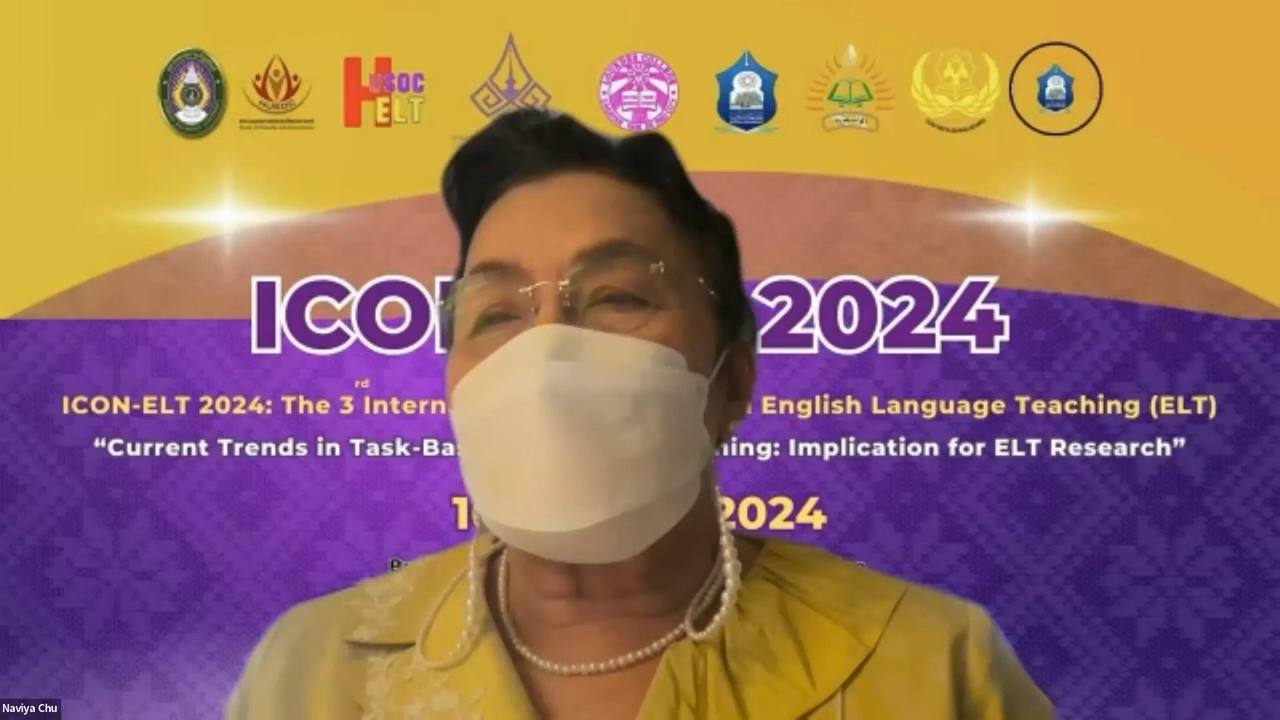 HUSOC
ELT
ICO 2024
rd
ICON-ELT 2024: The 3 Intern English Language Teaching (ELT)
“Current Trends in Task-Ba ning: Implication for ELT Research”
1 2024
Naviya Chu